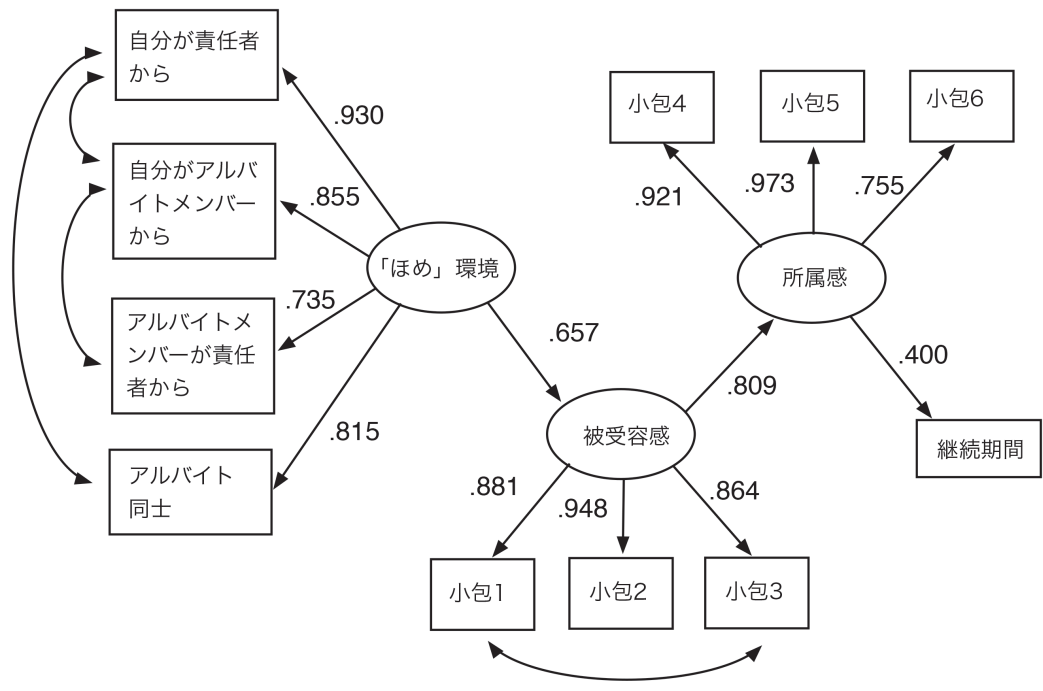 自分が責任者
から
自分がアルバ
イトメンバー
から
アルバイトメ
ンバーが責任
者から
アルバイト
同士
.930
.855
.735
.815
「ほめ」環境
.657
被受容感
.881
.948
.864
小包1
小包2
小包3
.809
小包4
小包5
小包6
.921
.973
.755
所属感
.400
継続期間